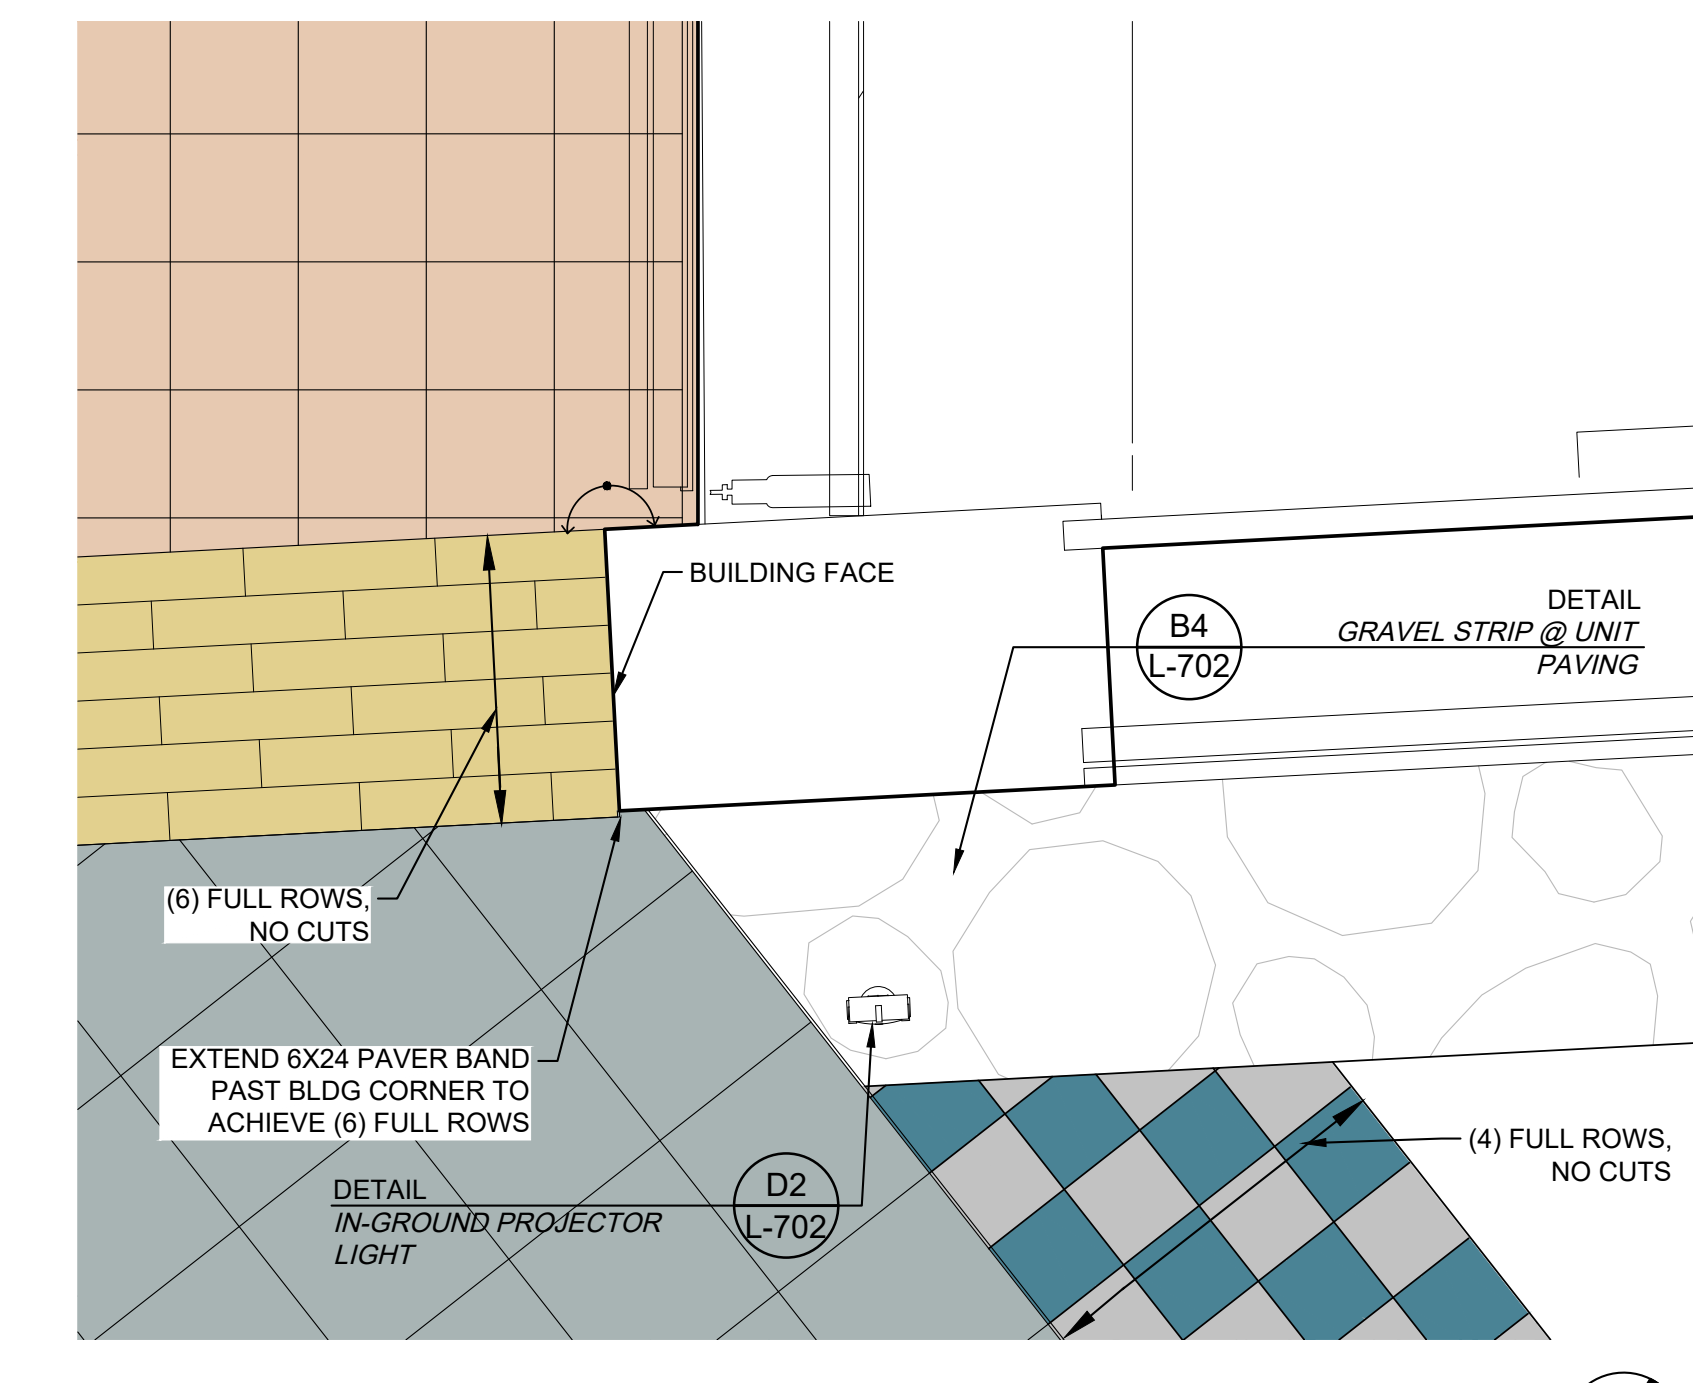 BUILDING FACE
B4
L-702
DETAIL
GRAVEL STRIP @ UNIT
PAVING
(6) FULL ROWS,
NO CUTS
EXTEND 6X24 PAVER BAND
PAST BLDG CORNER TO
ACHIEVE (6) FULL ROWS
(4) FULL ROWS,
NO CUTS
DETAIL
IN-GROUND PROJECTOR
LIGHT
D2
L-702